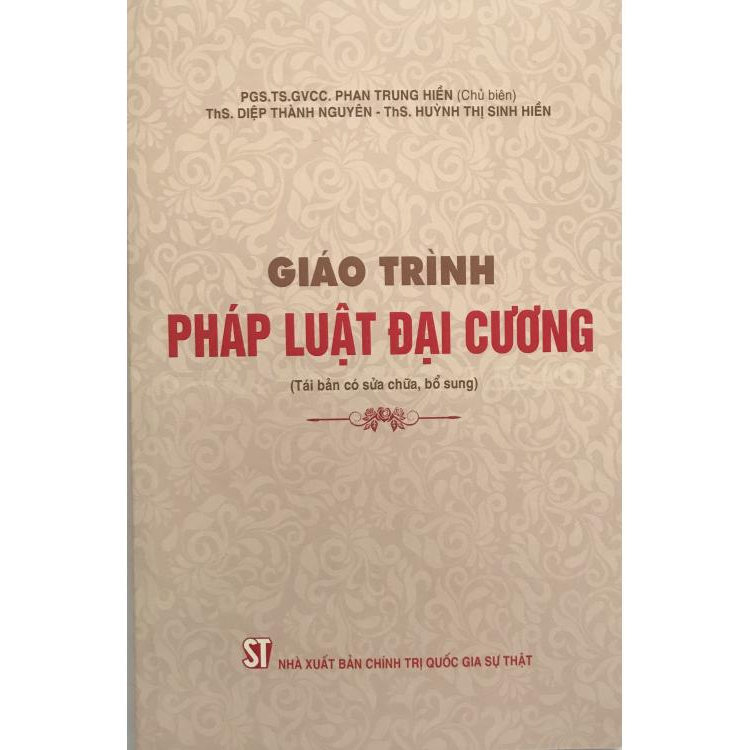 PGS.TS.GVCC. PHAN TRUNG HIỀN (Chủ biên)
ThS. DIỆP THÀNH NGUYÊN - ThS. HUỲNH THỊ SINH HIỀN
GIÁO TRÌNH
PHÁP LUẬT ĐẠI CƯƠNG
(Tái bản có sửa chữa, bổ sung)
ST NHÀ XUẤT BẢN CHÍNH TRỊ QUỐC GIA SỰ THẬT